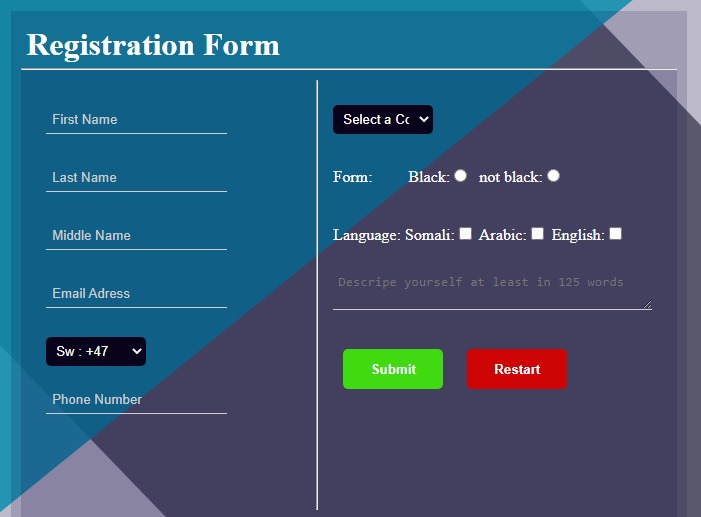 Registration Form
First Name
Last Name
Middle Name
Email Adress
Sw : +47
Phone Number
Select a Cc
Form: Black: not black:
Language: Somali: Arabic: English:
Descripe yourself at least in 125 words
Submit Restart